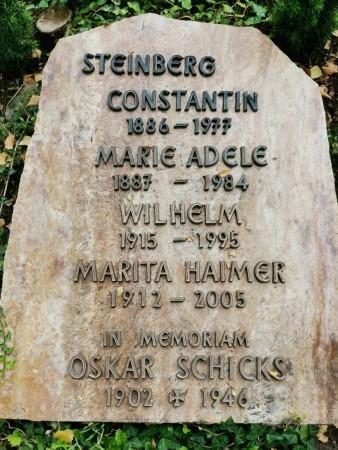 STEINBERG
CONSTANTIN
1886 – 1977
MARIE ADELE
1887 – 1984
WILHELM
1915 – 1995
MARITA HAIMER
1912 – 2005
IN MEMORIAM
OSKAR SCHICKS
1902 ✠ 1946